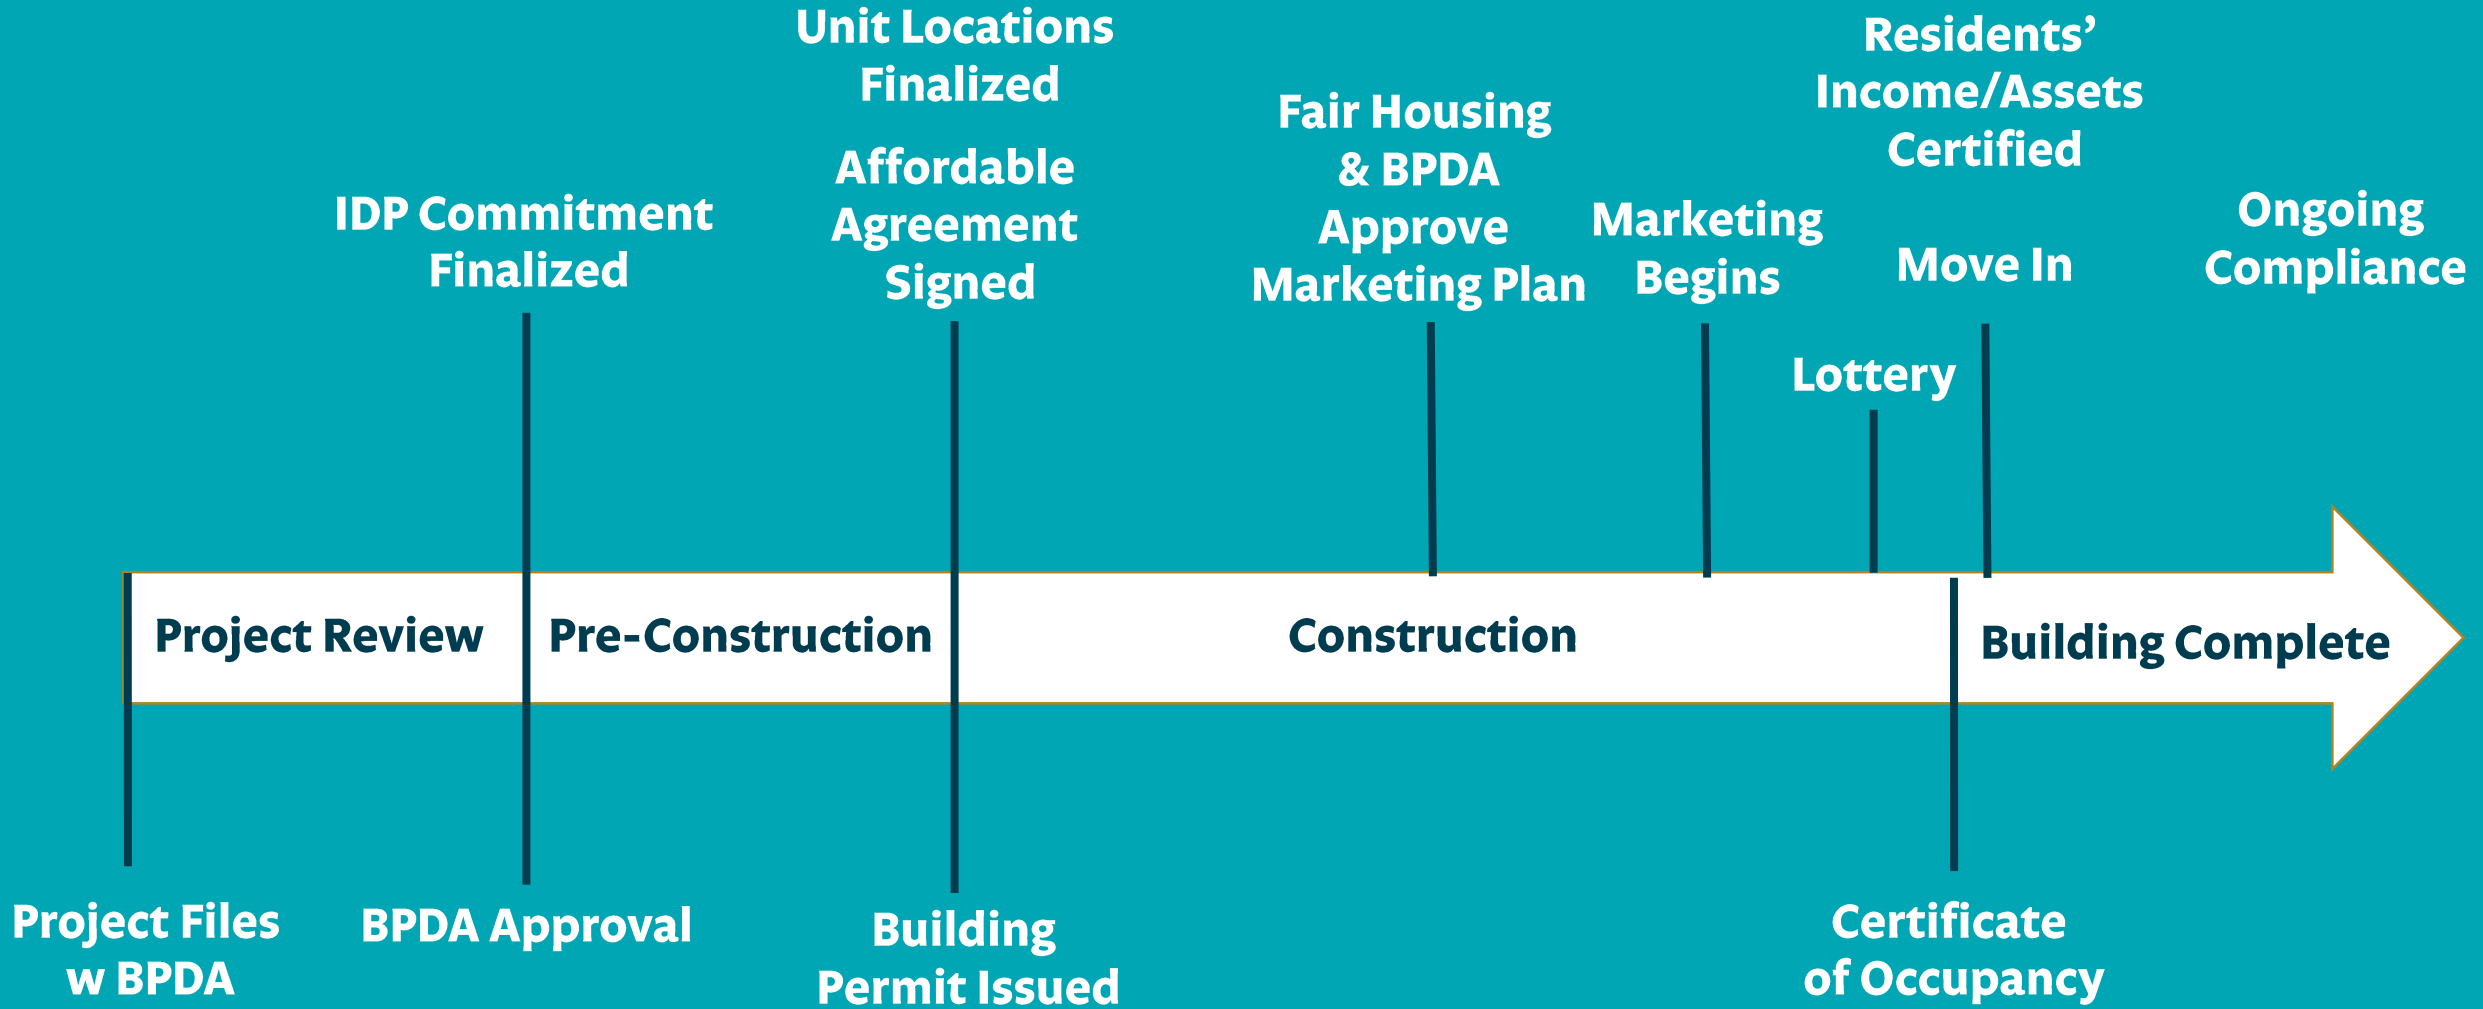 Unit Locations
Finalized
Affordable
Agreement
Signed
IDP Commitment
Finalized
Fair Housing
& BPDA
Approve
Marketing Plan
Marketing
Begins
Residents’
Income/Assets
Certified
Move In
Lottery
Ongoing
Compliance
Project Review
Pre-Construction
Construction
Building Complete
Project Files
w BPDA
BPDA Approval
Building
Permit Issued
Certificate
of Occupancy